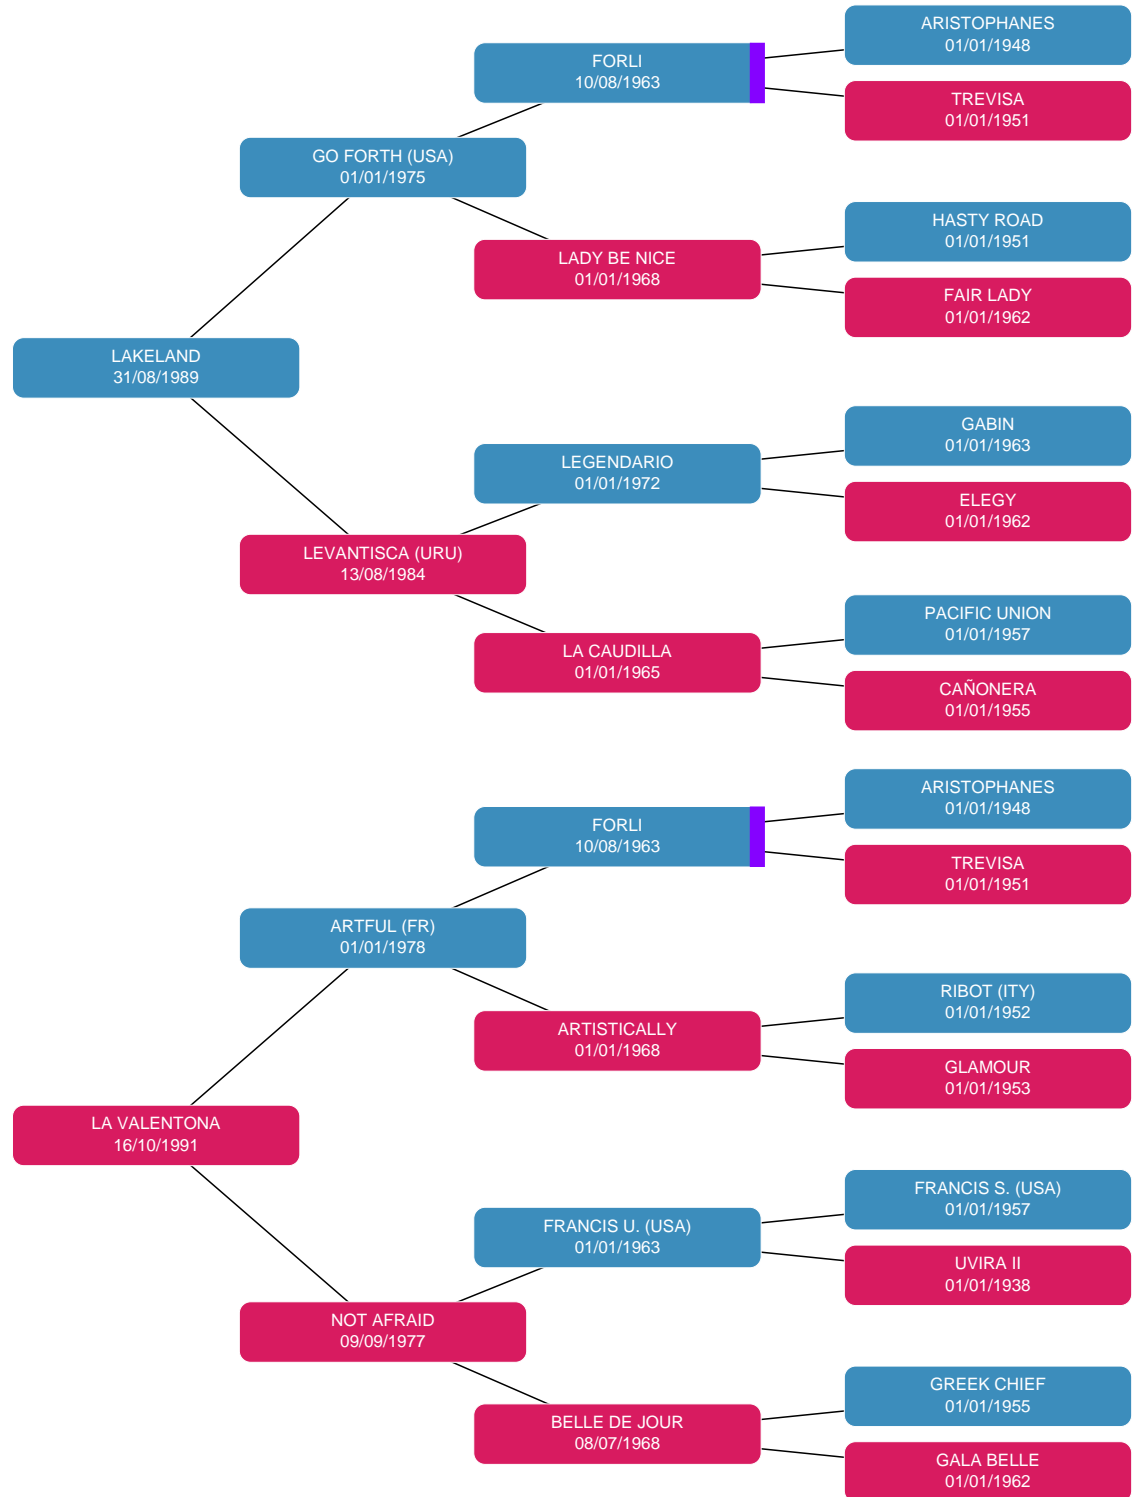 ARISTOPHANES
01/01/1948
FORLI
10/08/1963
TREVISA
01/01/1951
GO FORTH (USA)
01/01/1975
HASTY ROAD
01/01/1951
LADY BE NICE
01/01/1968
FAIR LADY
01/01/1962
LAKELAND
31/08/1989
GABIN
01/01/1963
LEGENDARIO
01/01/1972
ELEGY
01/01/1962
LEVANTISCA (URU)
13/08/1984
PACIFIC UNION
01/01/1957
LA CAUDILLA
01/01/1965
CAÑONERA
01/01/1955
ARISTOPHANES
01/01/1948
FORLI
10/08/1963
TREVISA
01/01/1951
ARTFUL (FR)
01/01/1978
RIBOT (ITY)
01/01/1952
ARTISTICALLY
01/01/1968
GLAMOUR
01/01/1953
LA VALENTONA
16/10/1991
FRANCIS S. (USA)
01/01/1957
FRANCIS U. (USA)
01/01/1963
UVIRA II
01/01/1938
NOT AFRAID
09/09/1977
GREEK CHIEF
01/01/1955
BELLE DE JOUR
08/07/1968
GALA BELLE
01/01/1962